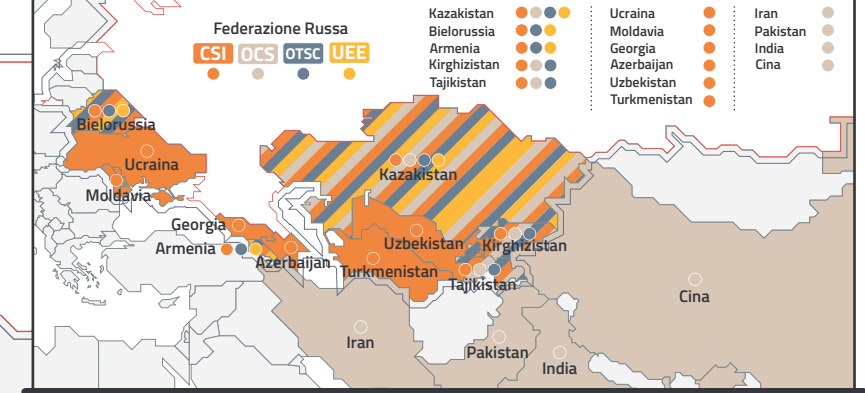 Federazione Russa
CSI OCS OTSC UEE
Kazakistan
Bielorussia
Armenia
Kirghizistan
Tajikistan
Ucraina
Moldavia
Georgia
Azerbaijan
Uzbekistan
Turkmenistan
Iran
Pakistan
India
Cina
Bielorussia
Ucraina
Moldavia
Kazakistan
Georgia
Armenia
Azerbaijan
Uzbekistan
Kirghizistan
Turkmenistan
Tajikistan
Cina
Iran
Pakistan
India